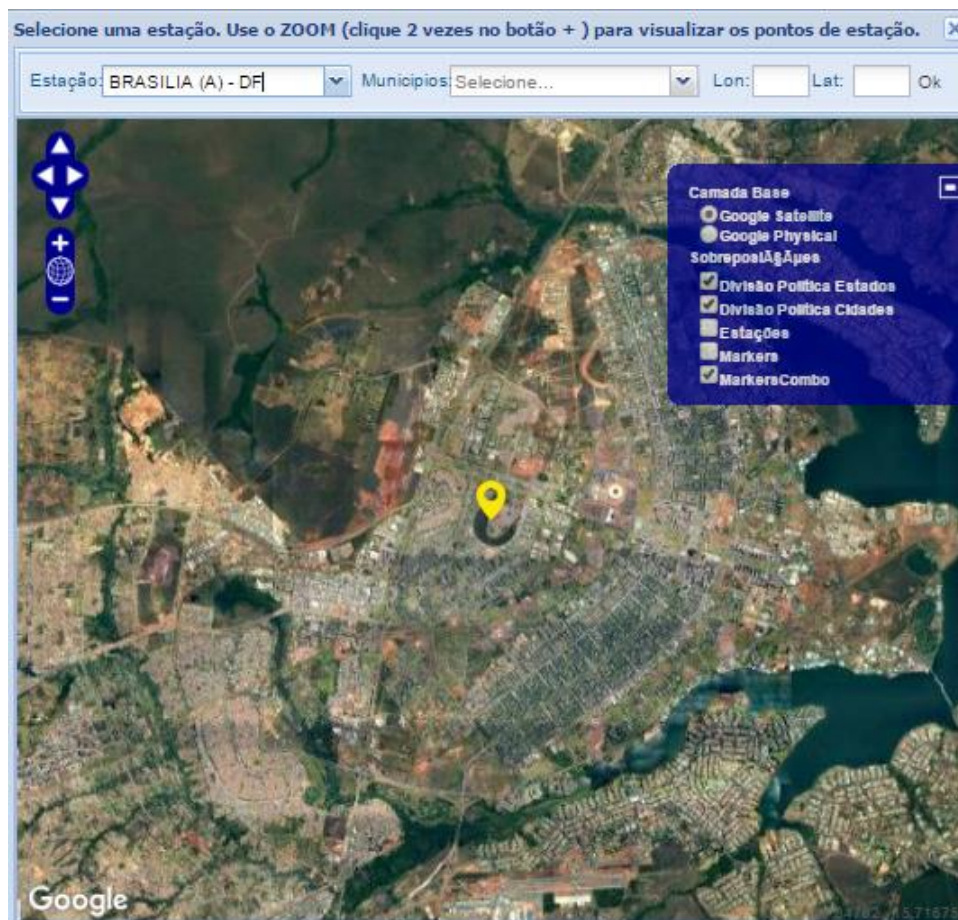 Selecione uma estação. Use o ZOOM (clique 2 vezes no botão + ) para visualizar os pontos de estação.
Estação: BRASILIA (A) - DF Municipios: Selecione... Lon: Lat: Ok
Camada Base
Google Satellite
Google Physical
SobreposiÃ§Ãµes
Divisão Politica Estados
Divisão Politica Cidades
Estações
Markers
MarkersCombo
Google